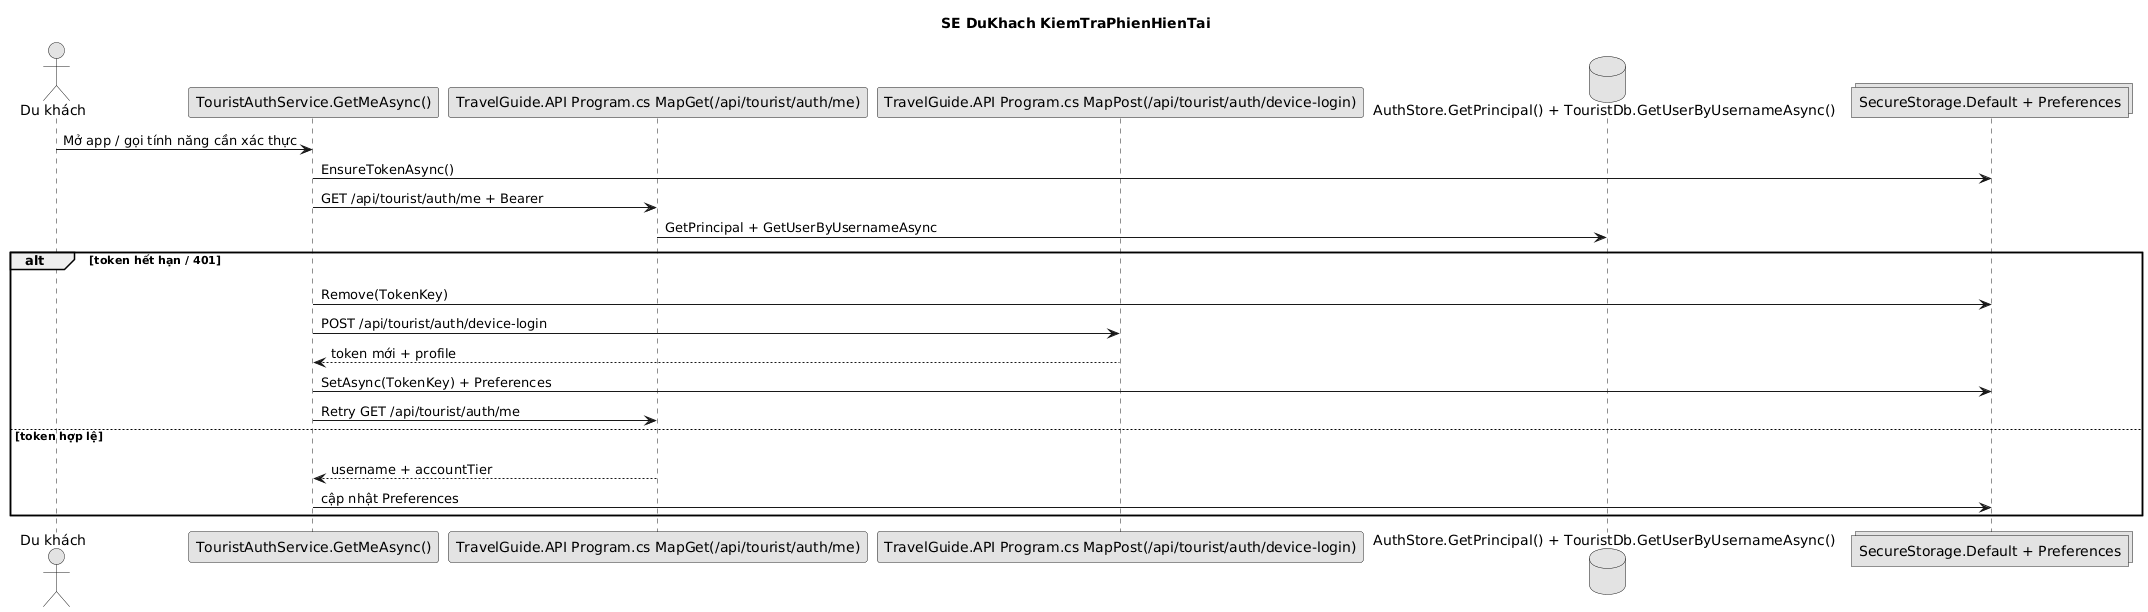 SE DuKhach KiemTraPhienHienTai
Du khách
TouristAuthService.GetMeAsync()
TravelGuide.API Program.cs MapGet(/api/tourist/auth/me)
TravelGuide.API Program.cs MapPost(/api/tourist/auth/device-login)
AuthStore.GetPrincipal() + TouristDb.GetUserByUsernameAsync()
SecureStorage.Default + Preferences
Mở app / gọi tính năng cần xác thực
EnsureTokenAsync()
GET /api/tourist/auth/me + Bearer
GetPrincipal + GetUserByUsernameAsync
alt [token hết hạn / 401]
Remove(TokenKey)
POST /api/tourist/auth/device-login
token mới + profile
SetAsync(TokenKey) + Preferences
Retry GET /api/tourist/auth/me
[token hợp lệ]
username + accountTier
cập nhật Preferences
Du khách
TouristAuthService.GetMeAsync()
TravelGuide.API Program.cs MapGet(/api/tourist/auth/me)
TravelGuide.API Program.cs MapPost(/api/tourist/auth/device-login)
AuthStore.GetPrincipal() + TouristDb.GetUserByUsernameAsync()
SecureStorage.Default + Preferences